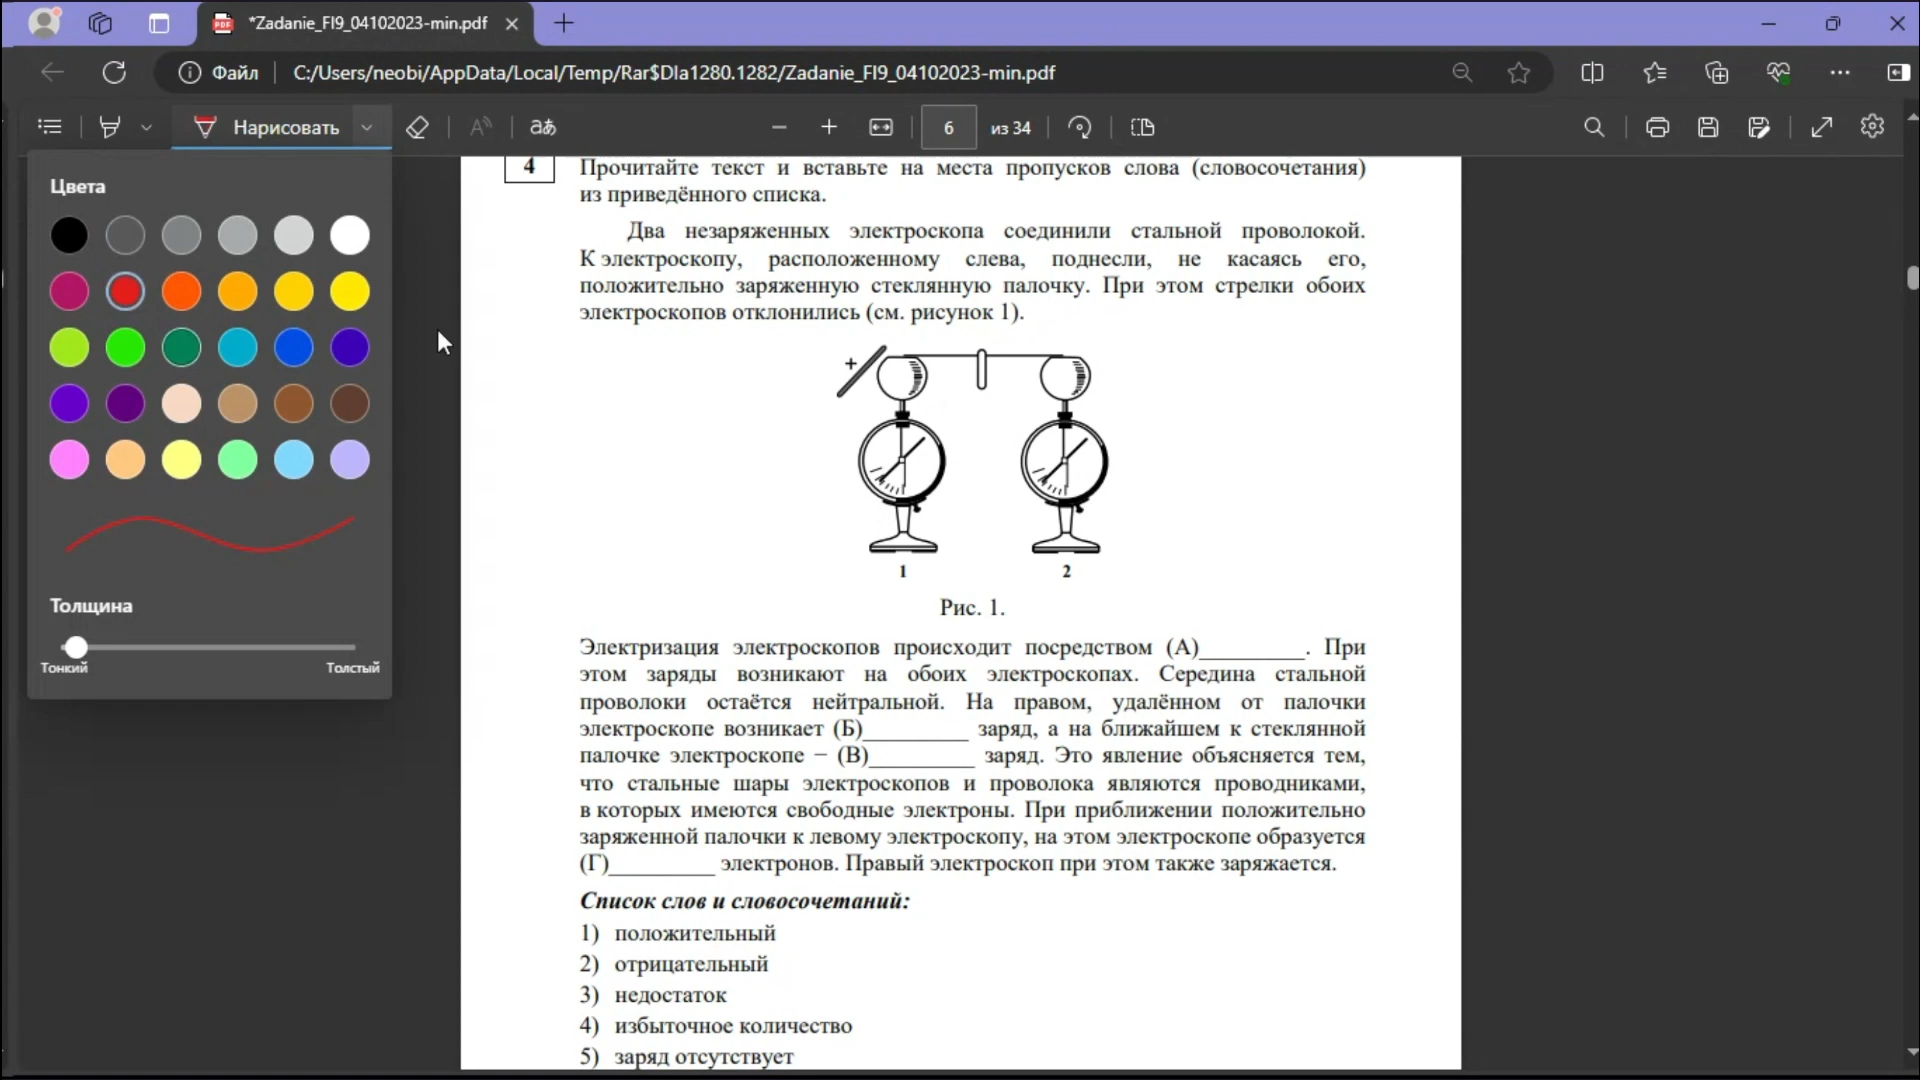 *Zadanie_FI9_04102023-min.pdf
Файл
C:/Users/neobi/AppData/Local/Temp/Rar$DIa1280.1282/Zadanie_FI9_04102023-min.pdf
Нарисовать
aあ
6 из 34
Цвета
Толщина
Тонкий
Толстый
4
Прочитайте текст и вставьте на места пропусков слова (словосочетания)
из приведённого списка.
Два незаряженных электроскопа соединили стальной проволокой.
К электроскопу, расположенному слева, поднесли, не касаясь его,
положительно заряженную стеклянную палочку. При этом стрелки обоих
электроскопов отклонились (см. рисунок 1).
+
1
2
Рис. 1.
Электризация электроскопов происходит посредством (А)_________. При
этом заряды возникают на обоих электроскопах. Середина стальной
проволоки остаётся нейтральной. На правом, удалённом от палочки
электроскопе возникает (Б)_________ заряд, а на ближайшем к стеклянной
палочке электроскопе − (В)_________ заряд. Это явление объясняется тем,
что стальные шары электроскопов и проволока являются проводниками,
в которых имеются свободные электроны. При приближении положительно
заряженной палочки к левому электроскопу, на этом электроскопе образуется
(Г)_________ электронов. Правый электроскоп при этом также заряжается.
Список слов и словосочетаний:
1) положительный
2) отрицательный
3) недостаток
4) избыточное количество
5) заряд отсутствует